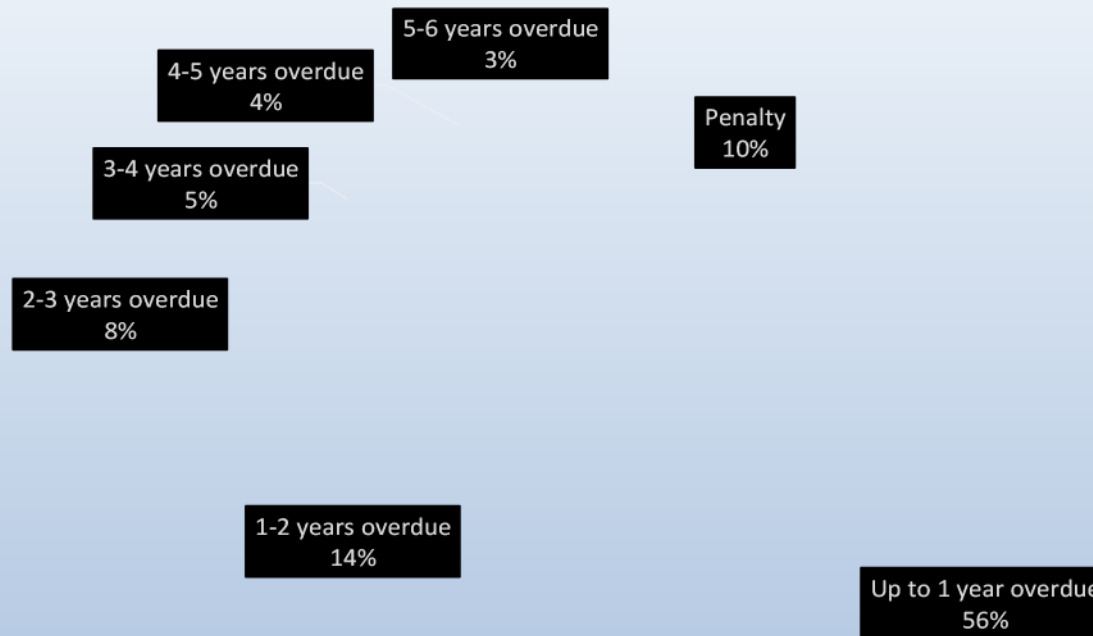 5-6 years overdue
3%
4-5 years overdue
4%
Penalty
10%
3-4 years overdue
5%
2-3 years overdue
8%
1-2 years overdue
14%
Up to 1 year overdue
56%